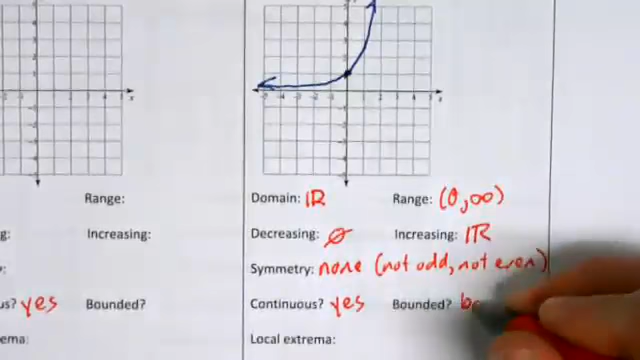 Range: Domain: ℝ Range: (0,∞)
g: Increasing: Decreasing: ∅ Increasing: ℝ
Symmetry: none (not odd, not even)
us? yes Bounded? Continuous? yes Bounded? b
ema: Local extrema: